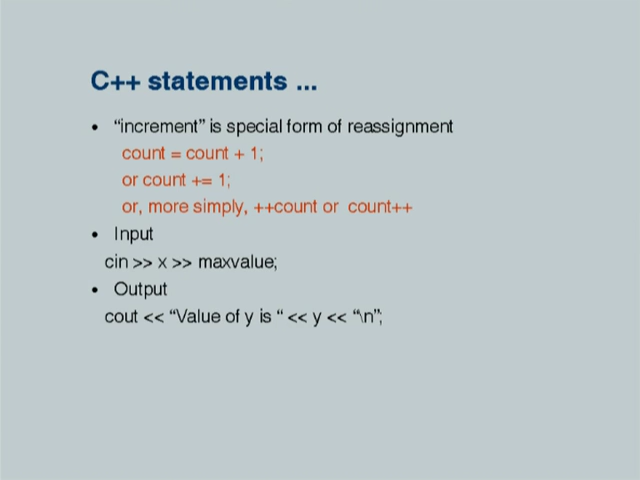 C++ statements ...
• “increment” is special form of reassignment
count = count + 1;
or count += 1;
or, more simply, ++count or count++
• Input
cin >> x >> maxvalue;
• Output
cout << “Value of y is “ << y << “\n”;